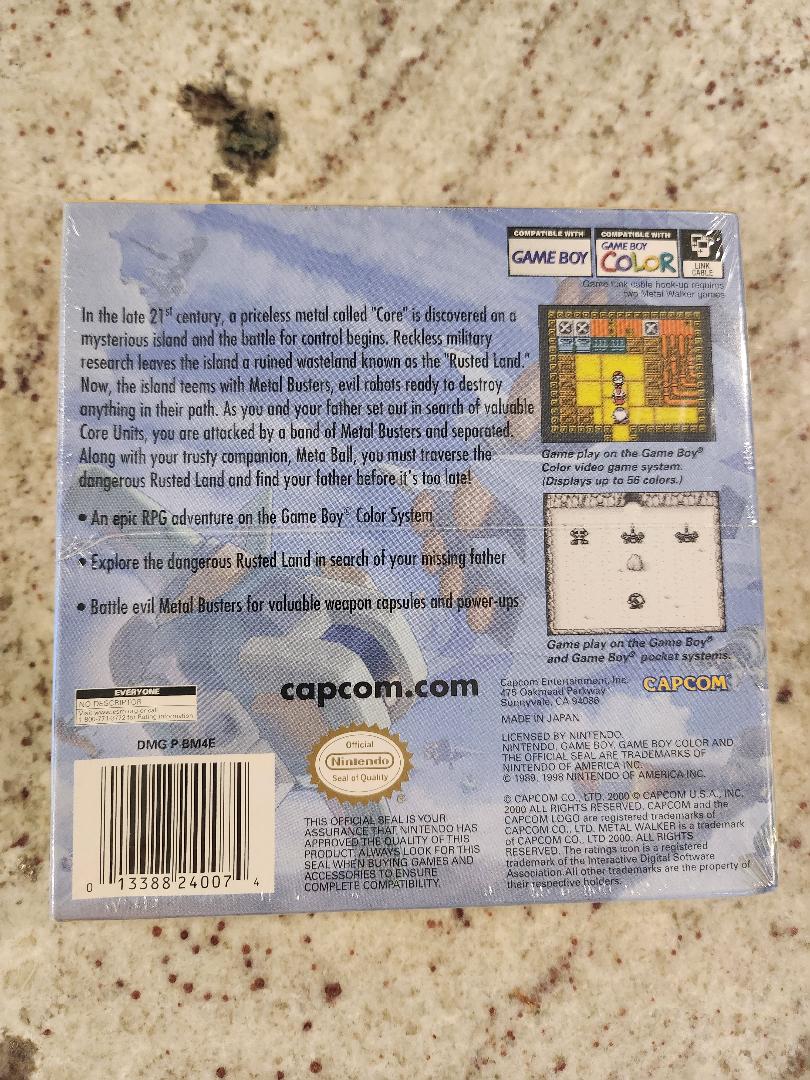 COMPATIBLE WITH
GAME BOY
COMPATIBLE WITH
GAME BOY
COLOR
LINK
CABLE
Game Link cable hook-up requires
two Metal Walker games
In the late 21st century, a priceless metal called "Core" is discovered on a
mysterious island and the battle for control begins. Reckless military
research leaves the island a ruined wasteland known as the "Rusted Land."
Now, the island teems with Metal Busters, evil robots ready to destroy
anything in their path. As you and your father set out in search of valuable
Core Units, you are attacked by a band of Metal Busters and separated.
Along with your trusty companion, Meta Ball, you must traverse the
dangerous Rusted Land and find your father before it's too late!
• An epic RPG adventure on the Game Boy® Color System
• Explore the dangerous Rusted Land in search of your missing father
• Battle evil Metal Busters for valuable weapon capsules and power-ups
Game play on the Game Boy®
Color video game system.
(Displays up to 56 colors.)
Game play on the Game Boy®
and Game Boy® pocket systems.
EVERYONE
NO DESCRIPTOR
Visit www.esrb.org or call
1-800-771-3772 for Rating Information
DMG P BM4E
0 13388 24007 4
capcom.com
Official
Nintendo
Seal of Quality
®
THIS OFFICIAL SEAL IS YOUR
ASSURANCE THAT NINTENDO HAS
APPROVED THE QUALITY OF THIS
PRODUCT. ALWAYS LOOK FOR THIS
SEAL WHEN BUYING GAMES AND
ACCESSORIES TO ENSURE
COMPLETE COMPATIBILITY.
Capcom Entertainment, Inc.
475 Oakmead Parkway
Sunnyvale, CA 94086
CAPCOM®
MADE IN JAPAN
LICENSED BY NINTENDO.
NINTENDO, GAME BOY, GAME BOY COLOR AND
THE OFFICIAL SEAL ARE TRADEMARKS OF
NINTENDO OF AMERICA INC.
© 1989, 1998 NINTENDO OF AMERICA INC.
© CAPCOM CO., LTD. 2000 © CAPCOM U.S.A., INC.
2000 ALL RIGHTS RESERVED. CAPCOM and the
CAPCOM LOGO are registered trademarks of
CAPCOM CO., LTD. METAL WALKER is a trademark
of CAPCOM CO., LTD 2000. ALL RIGHTS
RESERVED. The ratings icon is a registered
trademark of the Interactive Digital Software
Association. All other trademarks are the property of
their respective holders.